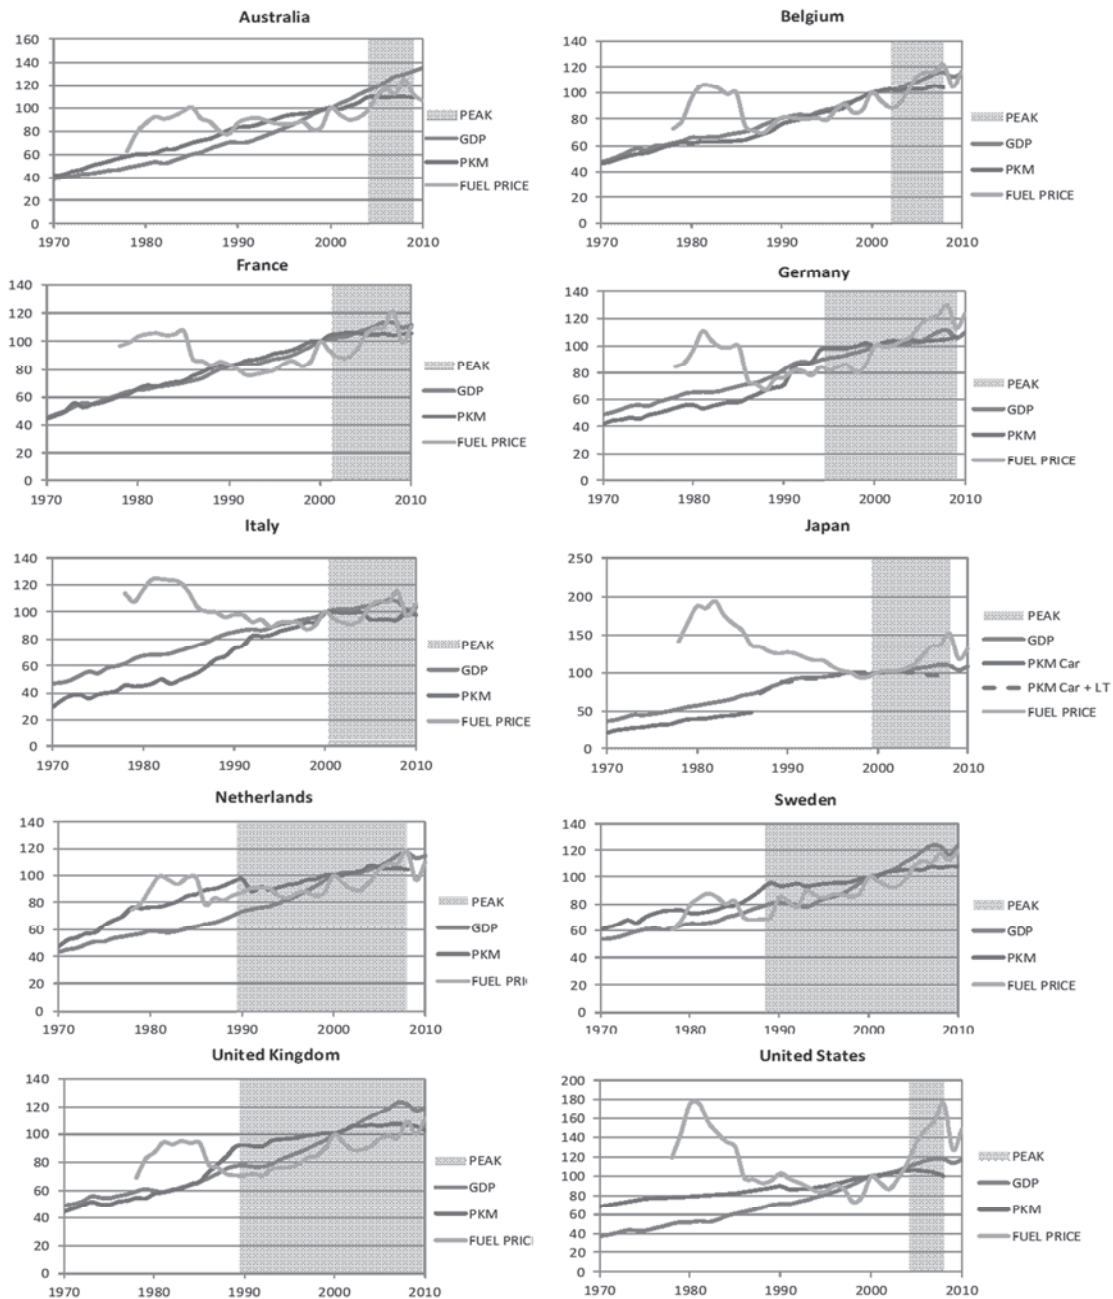 Australia
160
140
120
100
80
60
40
20
0
1970 1980 1990 2000 2010
PEAK
GDP
PKM
FUEL PRICE
Belgium
140
120
100
80
60
40
20
0
1970 1980 1990 2000 2010
PEAK
GDP
PKM
FUEL PRICE
France
140
120
100
80
60
40
20
0
1970 1980 1990 2000 2010
PEAK
GDP
PKM
FUEL PRICE
Germany
140
120
100
80
60
40
20
0
1970 1980 1990 2000 2010
PEAK
GDP
PKM
FUEL PRICE
Italy
140
120
100
80
60
40
20
0
1970 1980 1990 2000 2010
PEAK
GDP
PKM
FUEL PRICE
Japan
250
200
150
100
50
0
1970 1980 1990 2000 2010
PEAK
GDP
PKM Car
PKM Car + LT
FUEL PRICE
Netherlands
140
120
100
80
60
40
20
0
1970 1980 1990 2000 2010
PEAK
GDP
PKM
FUEL PRI
Sweden
140
120
100
80
60
40
20
0
1970 1980 1990 2000 2010
PEAK
GDP
PKM
FUEL PRICE
United Kingdom
140
120
100
80
60
40
20
0
1970 1980 1990 2000 2010
PEAK
GDP
PKM
FUEL PRIC
United States
200
180
160
140
120
100
80
60
40
20
0
1970 1980 1990 2000 2010
PEAK
GDP
PKM
FUEL PRICE